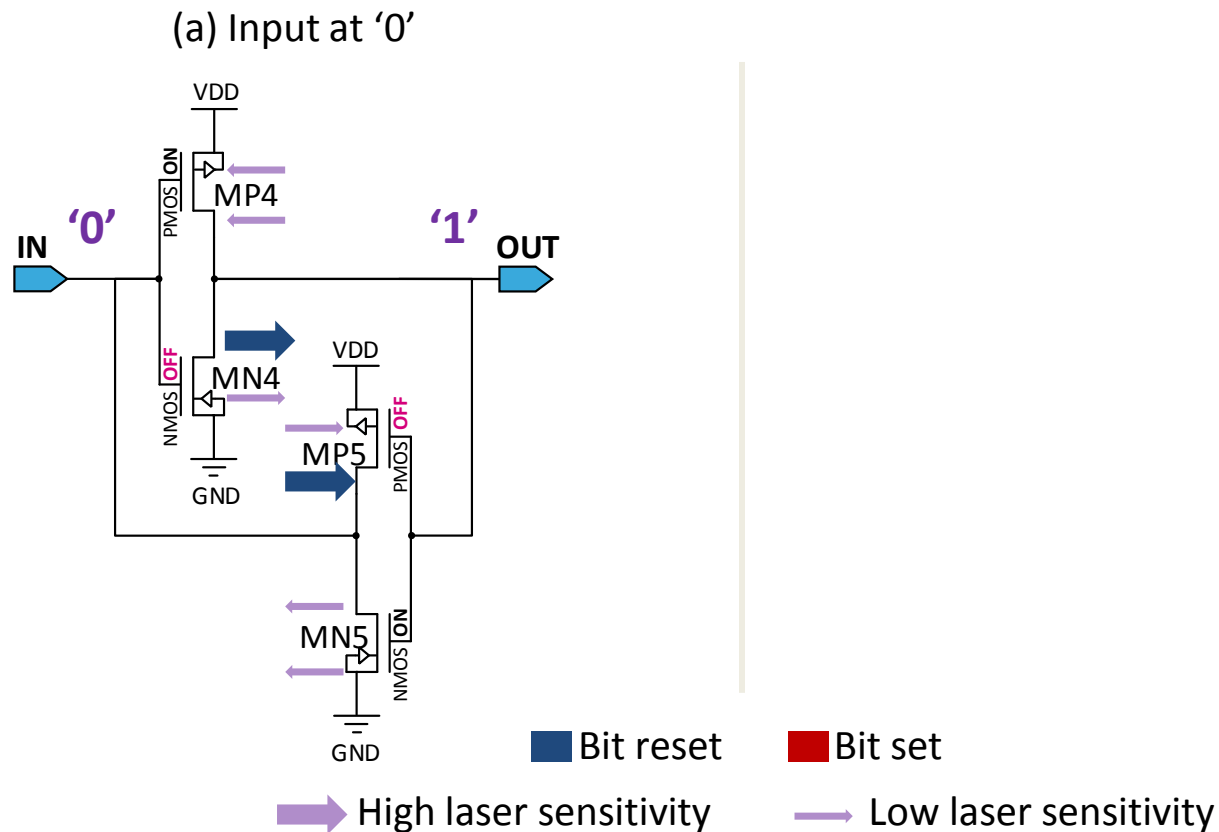 (a) Input at ‘0’
VDD
PMOS ON
MP4
IN ‘0’
‘1’ OUT
NMOS OFF
MN4
GND
VDD
MP5
PMOS OFF
MN5
NMOS ON
GND
Bit reset Bit set
High laser sensitivity Low laser sensitivity